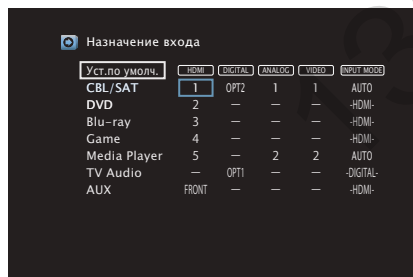 Назначение входа
Уст.по умолч. HDMI DIGITAL ANALOG VIDEO INPUT MODE
CBL/SAT 1 OPT2 1 1 AUTO
DVD 2 — — — -HDMI-
Blu-ray 3 — — — -HDMI-
Game 4 — — — -HDMI-
Media Player 5 — 2 2 AUTO
TV Audio — OPT1 — — -DIGITAL-
AUX FRONT — — — -HDMI-